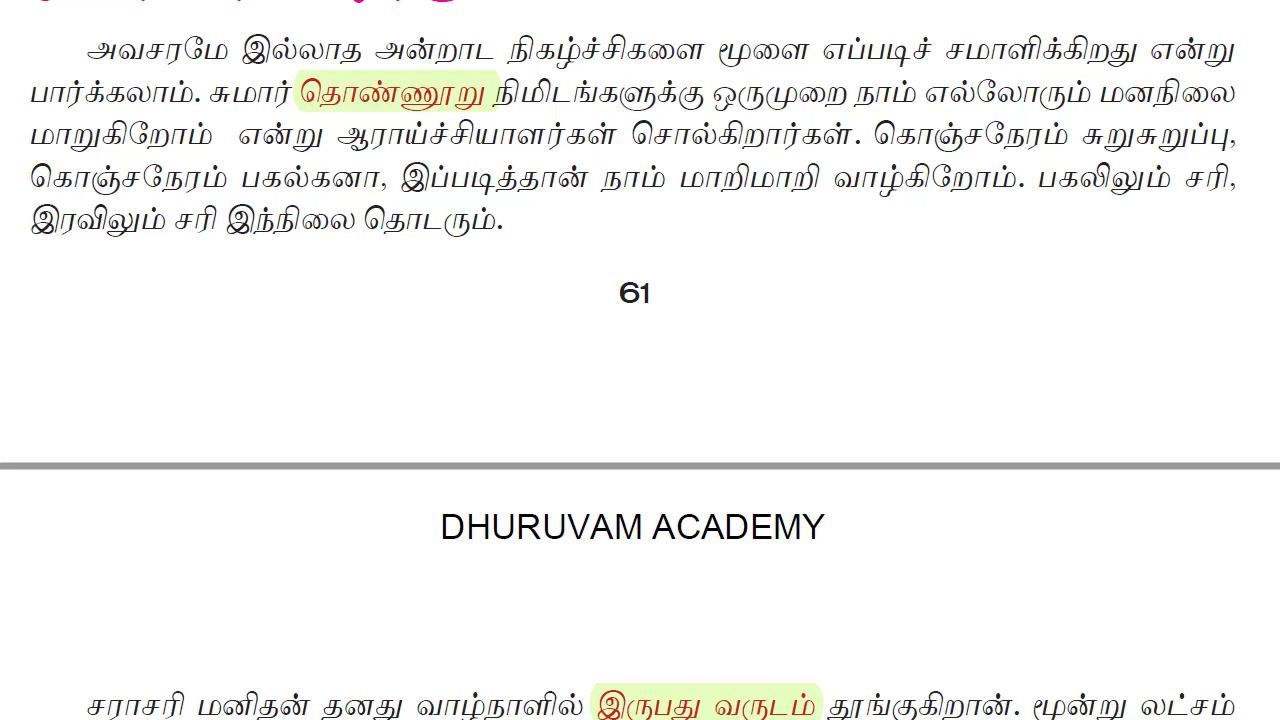 அவசரமே இல்லாத அன்றாட நிகழ்ச்சிகளை மூளை எப்படிச் சமாளிக்கிறது என்று
பார்க்கலாம். சுமார் தொண்ணூறு நிமிடங்களுக்கு ஒருமுறை நாம் எல்லோரும் மனநிலை
மாறுகிறோம் என்று ஆராய்ச்சியாளர்கள் சொல்கிறார்கள். கொஞ்சநேரம் சுறுசுறுப்பு,
கொஞ்சநேரம் பகல்கனா, இப்படித்தான் நாம் மாறிமாறி வாழ்கிறோம். பகலிலும் சரி,
இரவிலும் சரி இந்நிலை தொடரும்.
61
DHURUVAM ACADEMY
சராசரி மனிதன் தனது வாழ்நாளில் இருபது வருடம் தூங்குகிறான். மூன்று லட்சம்